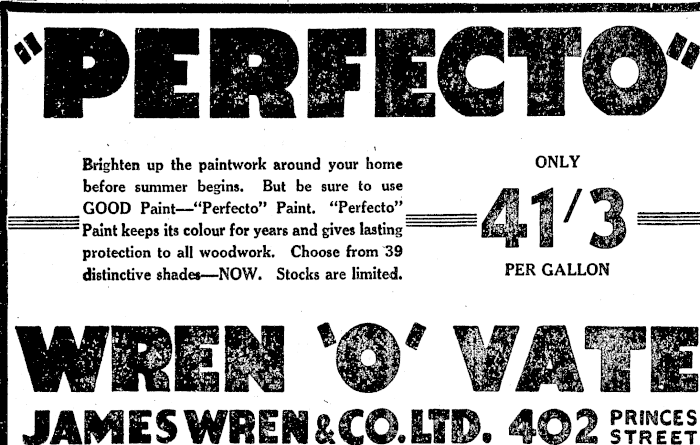 "PERFECTO"
Brighten up the paintwork around your home
before summer begins. But be sure to use
GOOD Paint—"Perfecto" Paint. "Perfecto"
Paint keeps its colour for years and gives lasting
protection to all woodwork. Choose from 39
distinctive shades—NOW. Stocks are limited.
ONLY
41/3
PER GALLON
WREN 'O' VATE
JAMES WREN & CO. LTD. 402 PRINCES
STREET